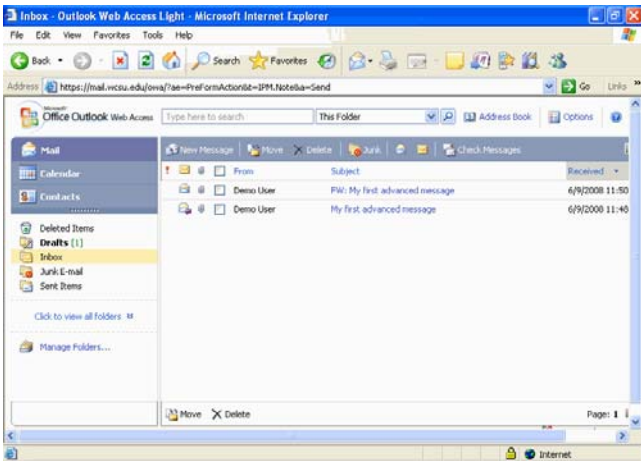 Inbox - Outlook Web Access Light - Microsoft Internet Explorer
File Edit View Favorites Tools Help
Back Search Favorites
Address https://mail.wcsu.edu/owa/?ae=PreFormAction&t=IPM.Note&a=Send Go Links »
Microsoft
Office Outlook Web Access Type here to search This Folder Address Book Options
Mail New Message Move Delete Junk Check Messages
Calendar ! From Subject Received
Contacts Demo User FW: My first advanced message 6/9/2008 11:50
Demo User My first advanced message 6/9/2008 11:48
Deleted Items
Drafts [1]
Inbox
Junk E-mail
Sent Items
Click to view all folders
Manage Folders...
Move Delete Page: 1
Internet